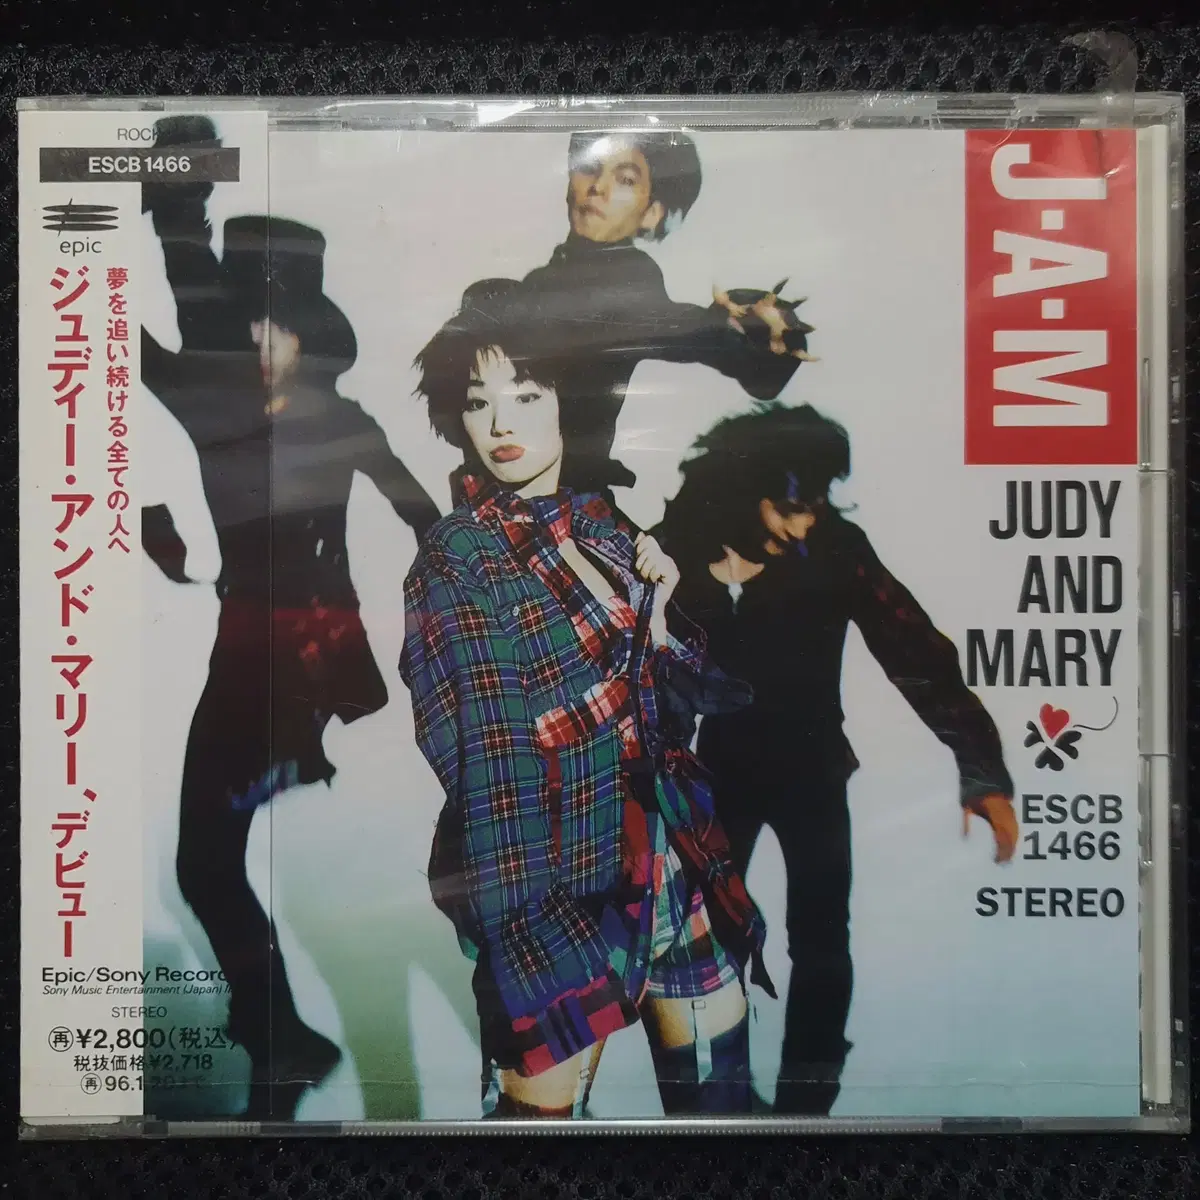 ROCK
ESCB 1466
epic
夢を追い続ける全ての人へ
ジュディー・アンド・マリー、デビュー
Epic/Sony Record
Sony Music Entertainment (Japan)
STEREO
再 ¥2,800(税込)
税抜価格¥2,718
再 96.1
J·A·M
JUDY
AND
MARY
ESCB
1466
STEREO